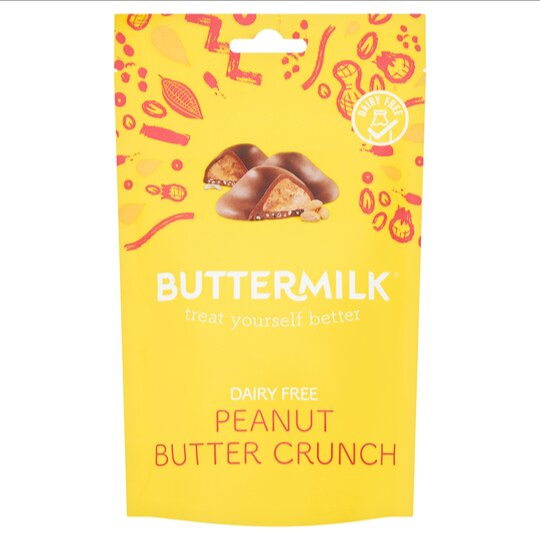 DAIRY FREE
BUTTERMILK®
treat yourself better
DAIRY FREE
PEANUT
BUTTER CRUNCH